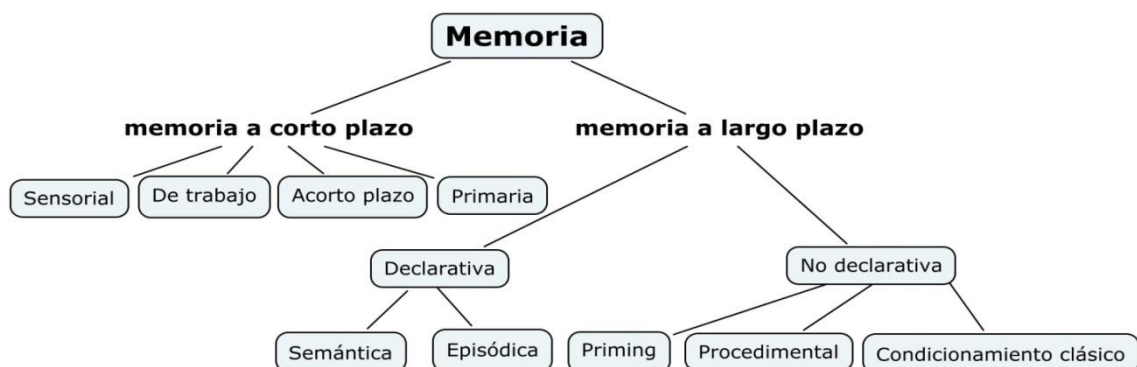 Memoria
memoria a corto plazo
memoria a largo plazo
Sensorial
De trabajo
Acorto plazo
Primaria
Declarativa
No declarativa
Semántica
Episódica
Priming
Procedimental
Condicionamiento clásico